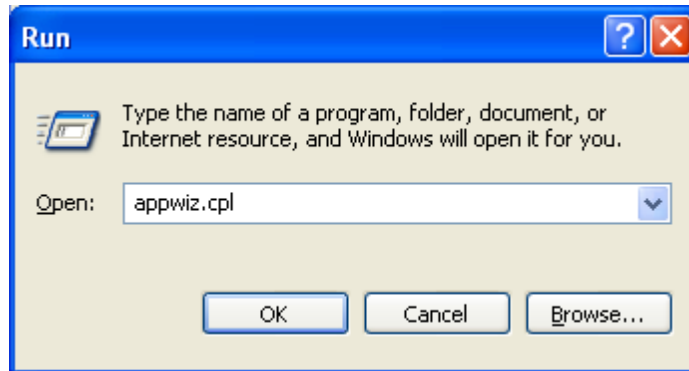 Run
Type the name of a program, folder, document, or
Internet resource, and Windows will open it for you.
Open: appwiz.cpl
OK Cancel Browse...